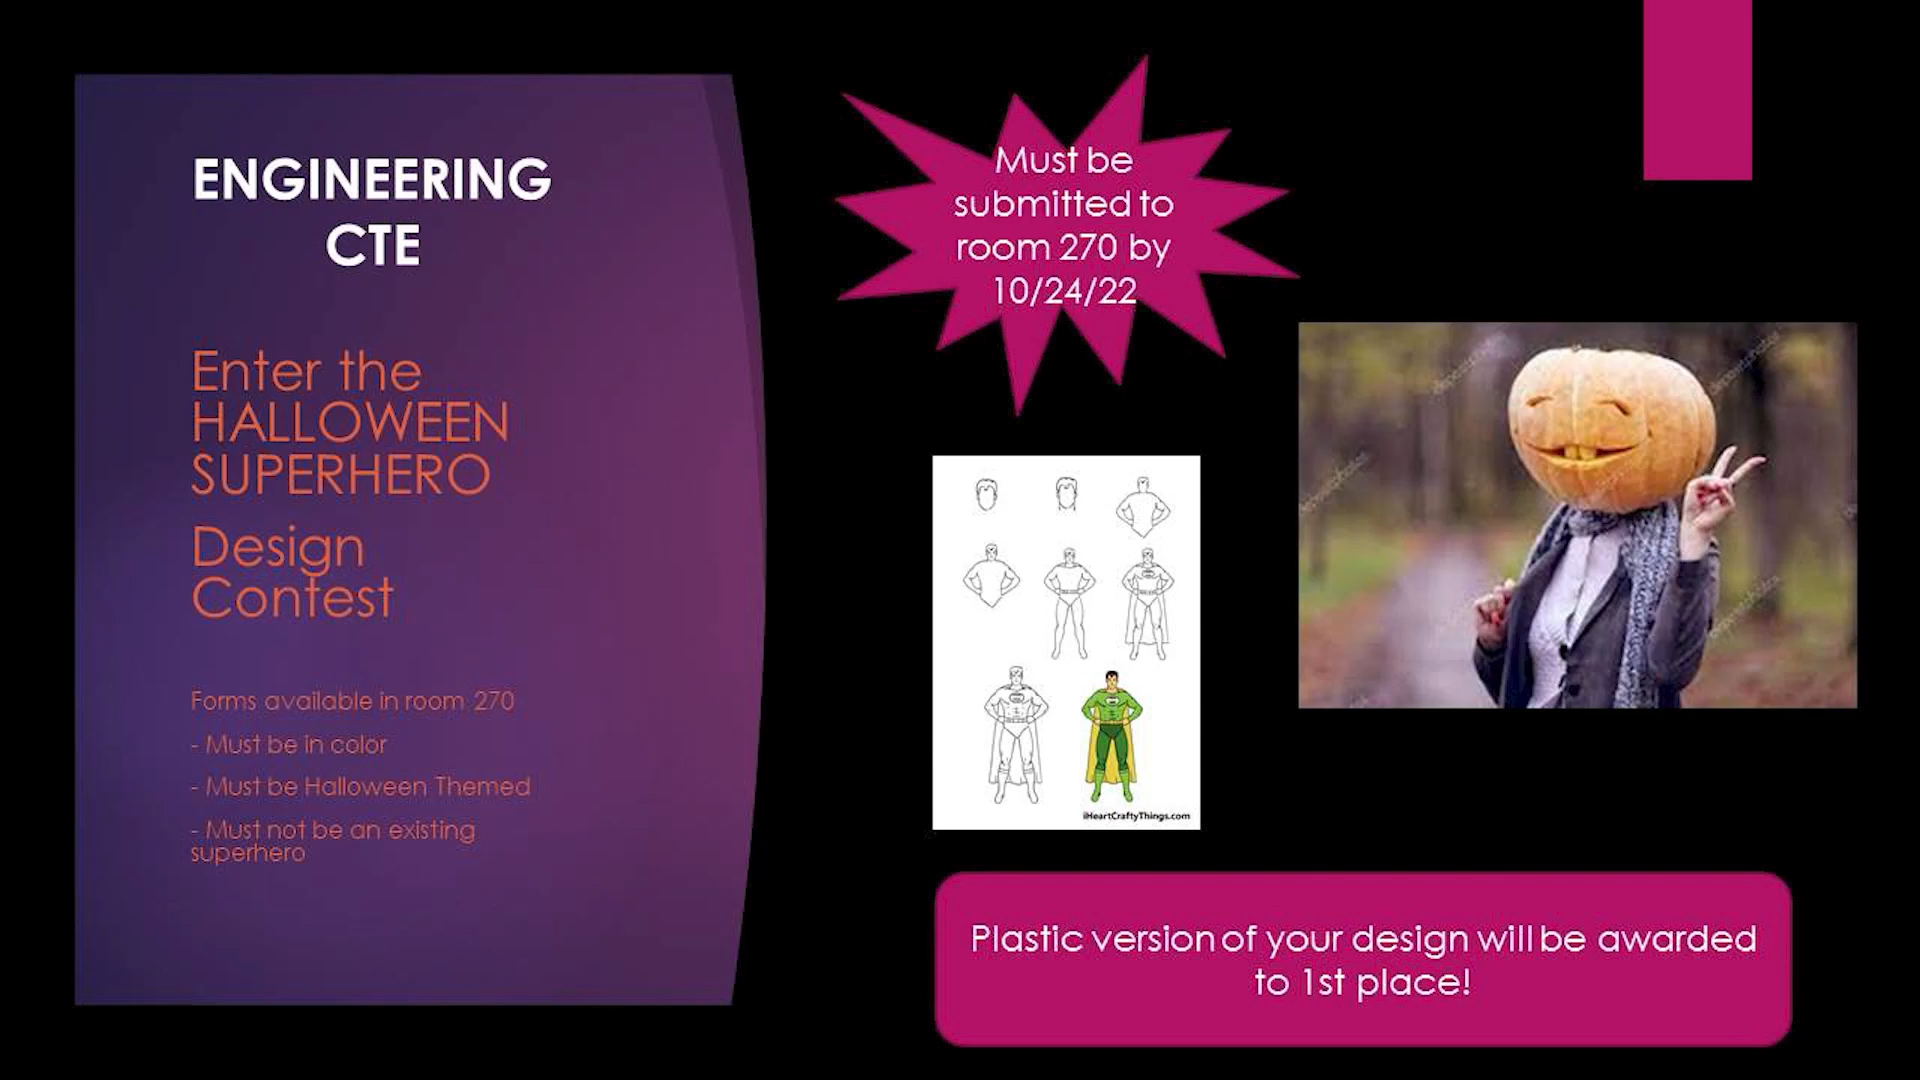 ENGINEERING
CTE
Enter the
HALLOWEEN
SUPERHERO
Design
Contest
Forms available in room 270
- Must be in color
- Must be Halloween Themed
- Must not be an existing
superhero
Must be
submitted to
room 270 by
10/24/22
iHeartCraftyThings.com
depositphotos
Plastic version of your design will be awarded
to 1st place!